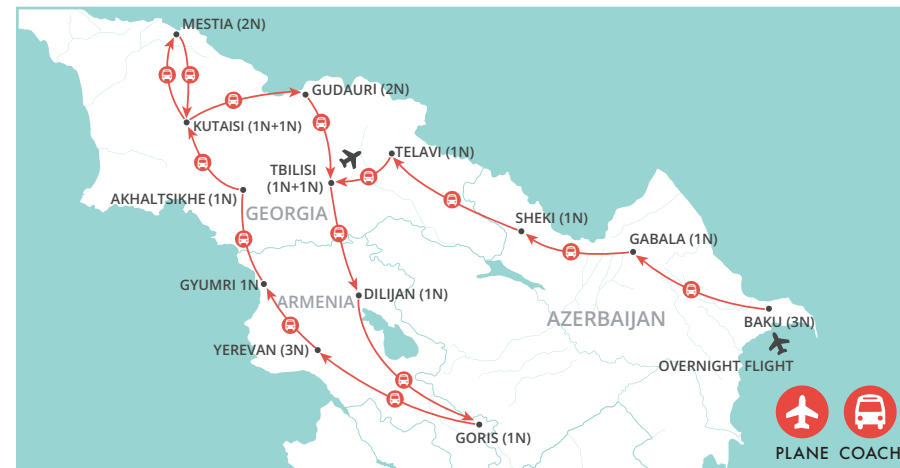 MESTIA (2N)
GUDAURI (2N)
KUTAISI (1N+1N)
TELAVI (1N)
TBILISI
(1N+1N)
AKHALTSIKHE (1N)
GEORGIA
SHEKI (1N)
GABALA (1N)
GYUMRI 1N
ARMENIA
DILIJAN (1N)
AZERBAIJAN
BAKU (3N)
YEREVAN (3N)
OVERNIGHT FLIGHT
GORIS (1N)
PLANE
COACH